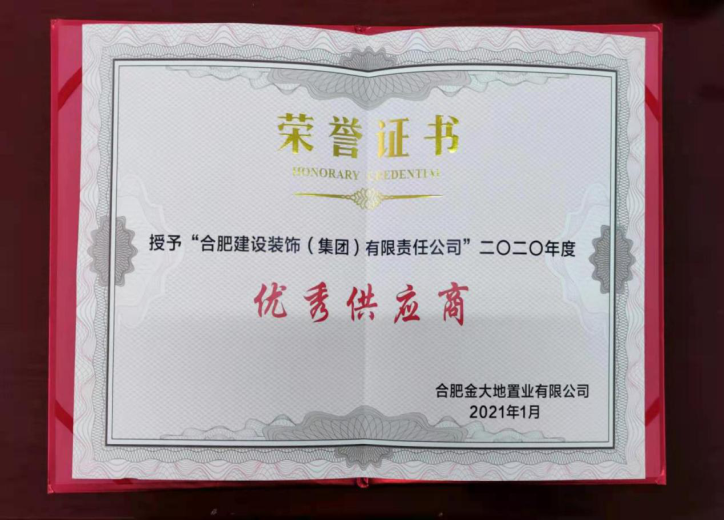 荣誉证书
HONORARY CREDENTIAL
授予“合肥建设装饰（集团）有限责任公司”二〇二〇年度
优秀供应商
合肥金大地置业有限公司
2021年1月